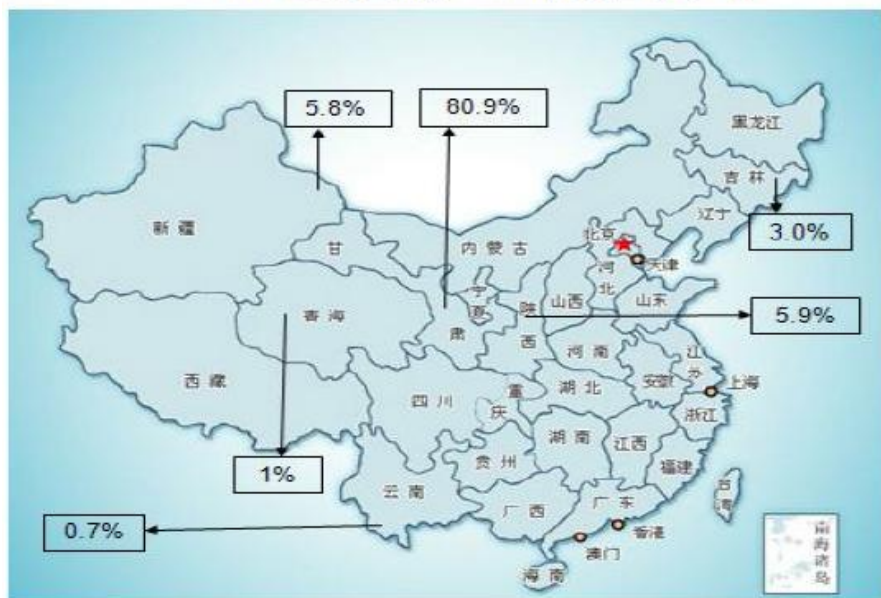 5.8%
80.9%
黑龙江
吉林
辽宁
3.0%
新疆
甘
内蒙古
北京
天津
河
北
宁
夏
陕
山西
山东
5.9%
青海
肃
西
河南
江
苏
西藏
四川
重
庆
湖北
安徽
上海
浙江
湖南
江西
1%
贵州
福建
云南
台
湾
0.7%
广西
广东
香港
澳门
海南
南
海
诸
岛